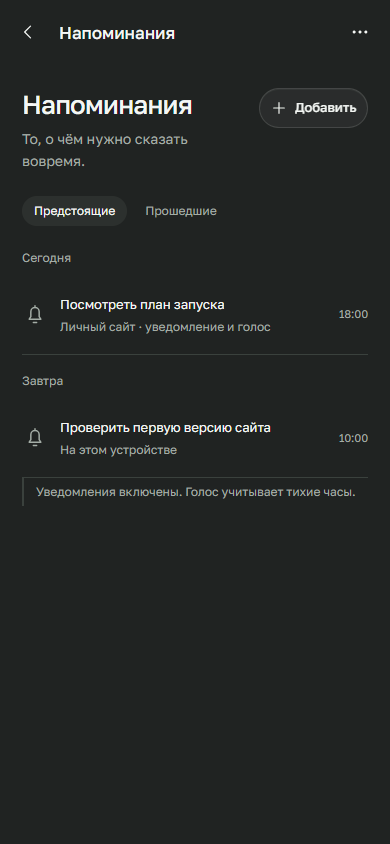 Напоминания
Напоминания
Добавить
То, о чём нужно сказать
вовремя.
Предстоящие Прошедшие
Сегодня
Посмотреть план запуска
Личный сайт · уведомление и голос
18:00
Завтра
Проверить первую версию сайта
На этом устройстве
10:00
Уведомления включены. Голос учитывает тихие часы.